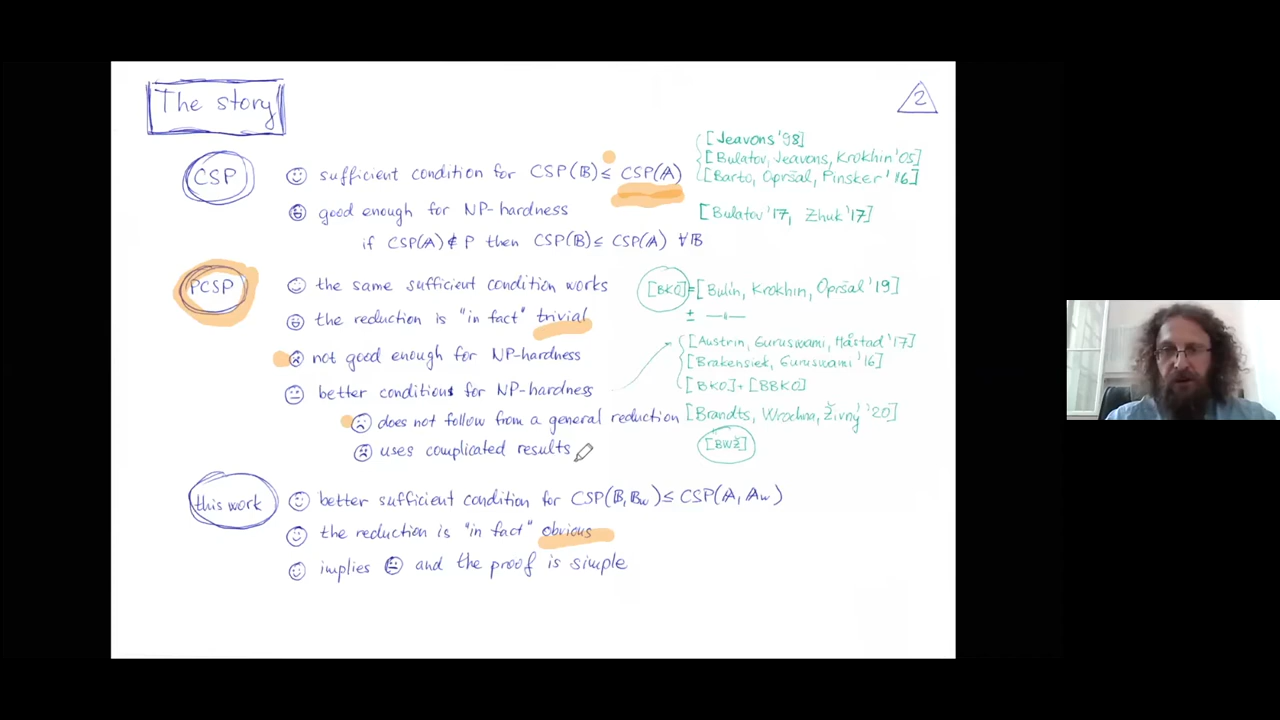 The story
2
CSP
sufficient condition for CSP(𝔹) ≤ CSP(𝔸)
[Jeavons '98]
[Bulatov, Jeavons, Krokhin '05]
[Barto, Opršal, Pinsker '16]
good enough for NP-hardness
[Bulatov '17, Zhuk '17]
if CSP(𝔸) ∉ P then CSP(𝔹) ≤ CSP(𝔸) ∀𝔹
PCSP
the same sufficient condition works
[BKO] = [Bulín, Krokhin, Opršal '19]
the reduction is "in fact" trivial
± —〃—
not good enough for NP-hardness
[Austrin, Guruswami, Håstad '17]
[Brakensiek, Guruswami '16]
better conditions for NP-hardness
[BKO] + [BBKO]
does not follow from a general reduction
[Brandts, Wrochna, Živný '20]
uses complicated results
[BWŽ]
this work
better sufficient condition for CSP(𝔹, 𝔹w) ≤ CSP(𝔸, 𝔸w)
the reduction is "in fact" obvious
implies 😐 and the proof is simple